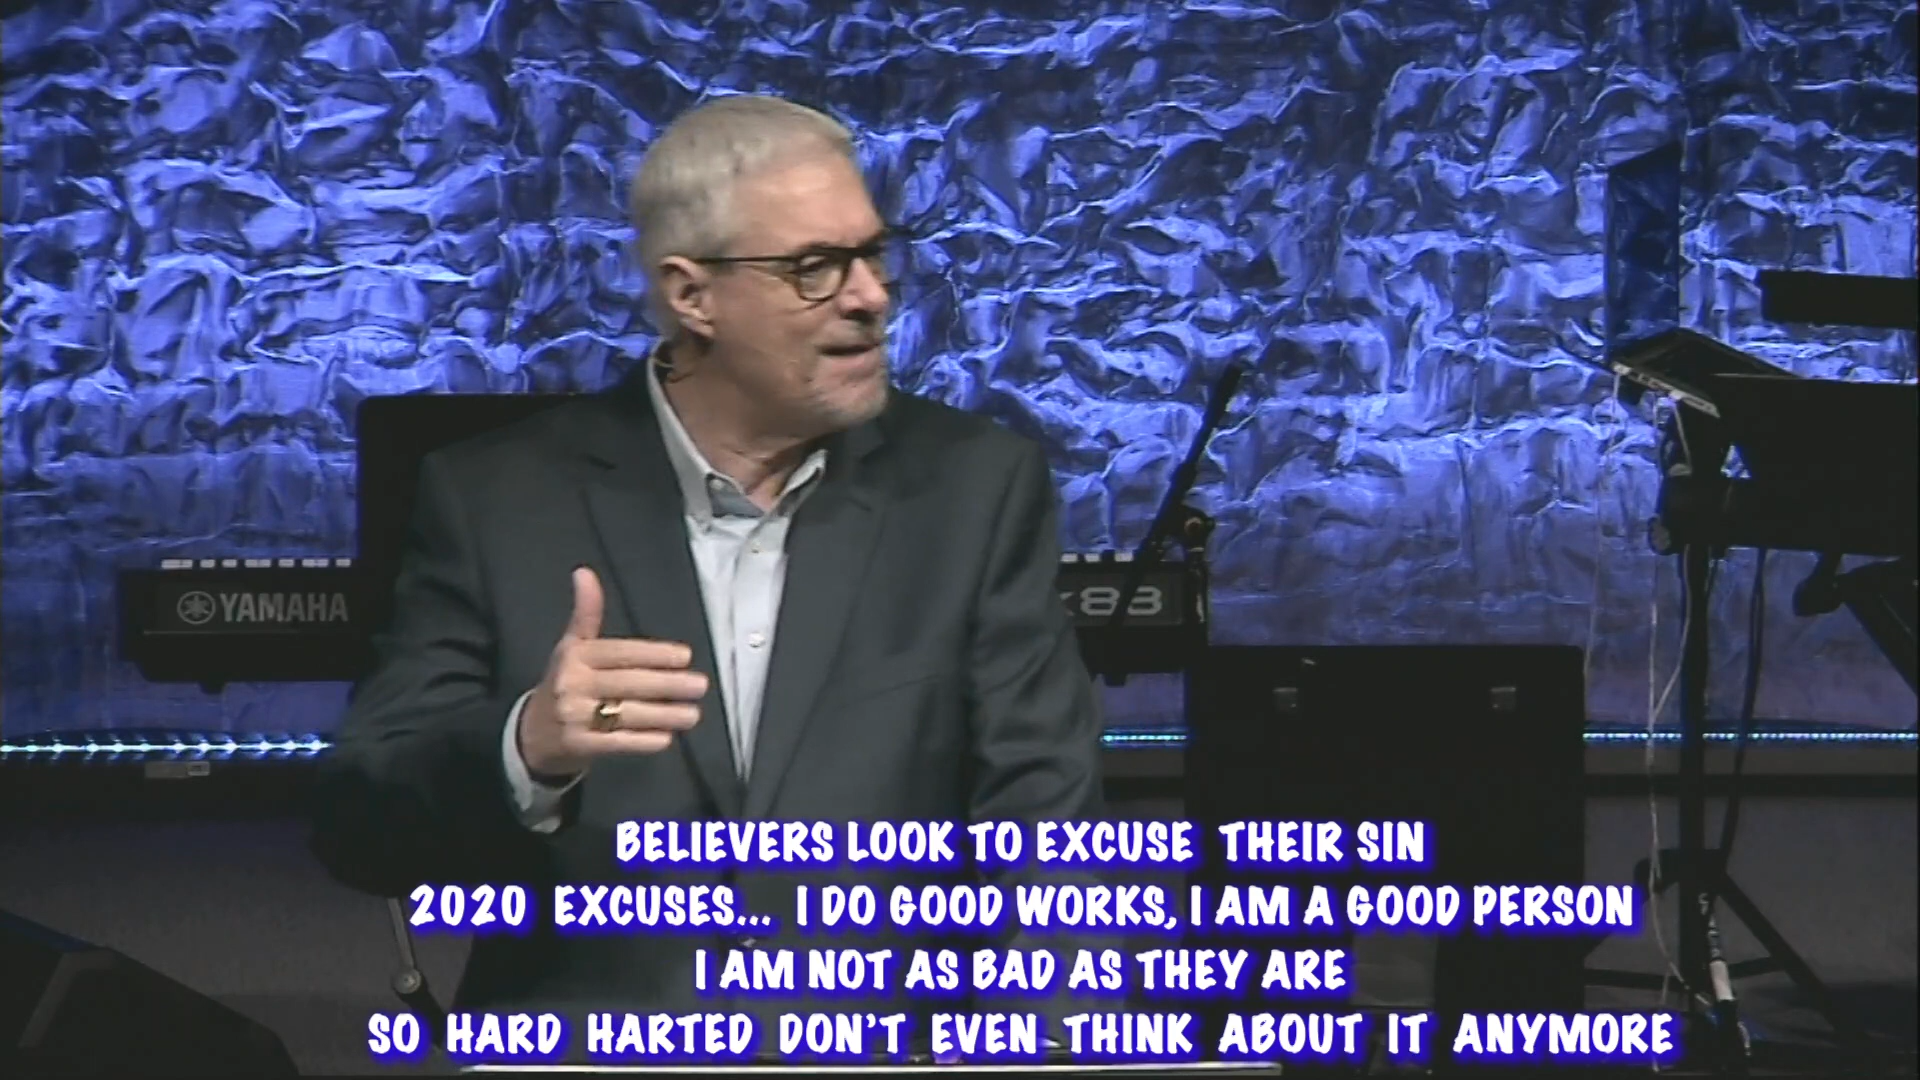 YAMAHA
x88
BELIEVERS LOOK TO EXCUSE THEIR SIN
2020 EXCUSES... I DO GOOD WORKS, I AM A GOOD PERSON
I AM NOT AS BAD AS THEY ARE
SO HARD HARTED DON'T EVEN THINK ABOUT IT ANYMORE